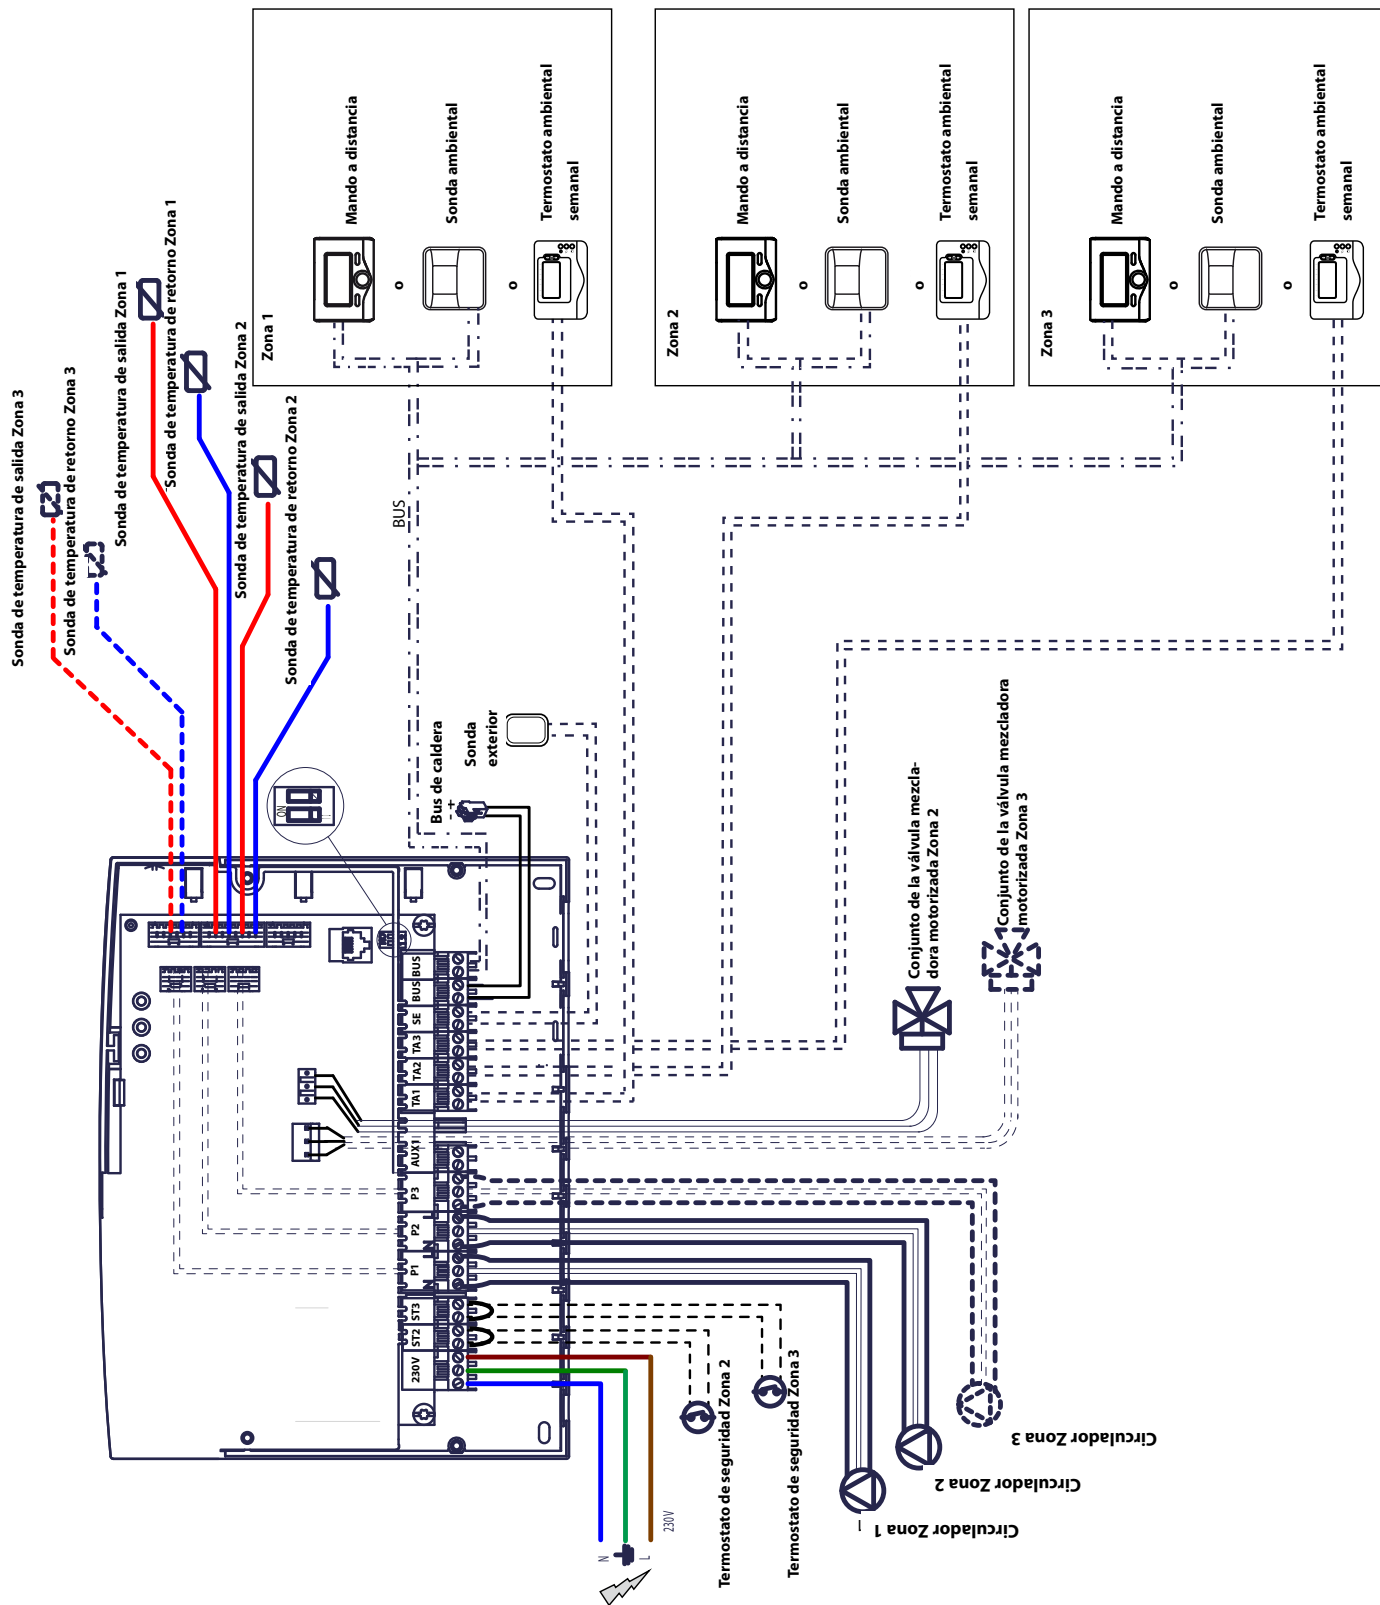 Sonda de temperatura de salida Zona 3
Sonda de temperatura de retorno Zona 3
Sonda de temperatura de salida Zona 1
Sonda de temperatura de retorno Zona 1
Sonda de temperatura de salida Zona 2
Sonda de temperatura de retorno Zona 2
Zona 1
Mando a distancia
Sonda ambiental
Termostato ambiental
semanal
Zona 2
Mando a distancia
Sonda ambiental
Termostato ambiental
semanal
Zona 3
Mando a distancia
Sonda ambiental
Termostato ambiental
semanal
BUS
Bus de caldera
+
Sonda
exterior
ON
BUS
BUS
SE
TA3
TA2
TA1
AUX1
P3
P2
P1
ST3
ST2
230V
L
N
L
N
Conjunto de la válvula mezcla-
dora motorizada Zona 2
Conjunto de la válvula mezcladora
motorizada Zona 3
N
L
230V
Termostato de seguridad Zona 2
Termostato de seguridad Zona 3
Circulador Zona 1
Circulador Zona 2
Circulador Zona 3